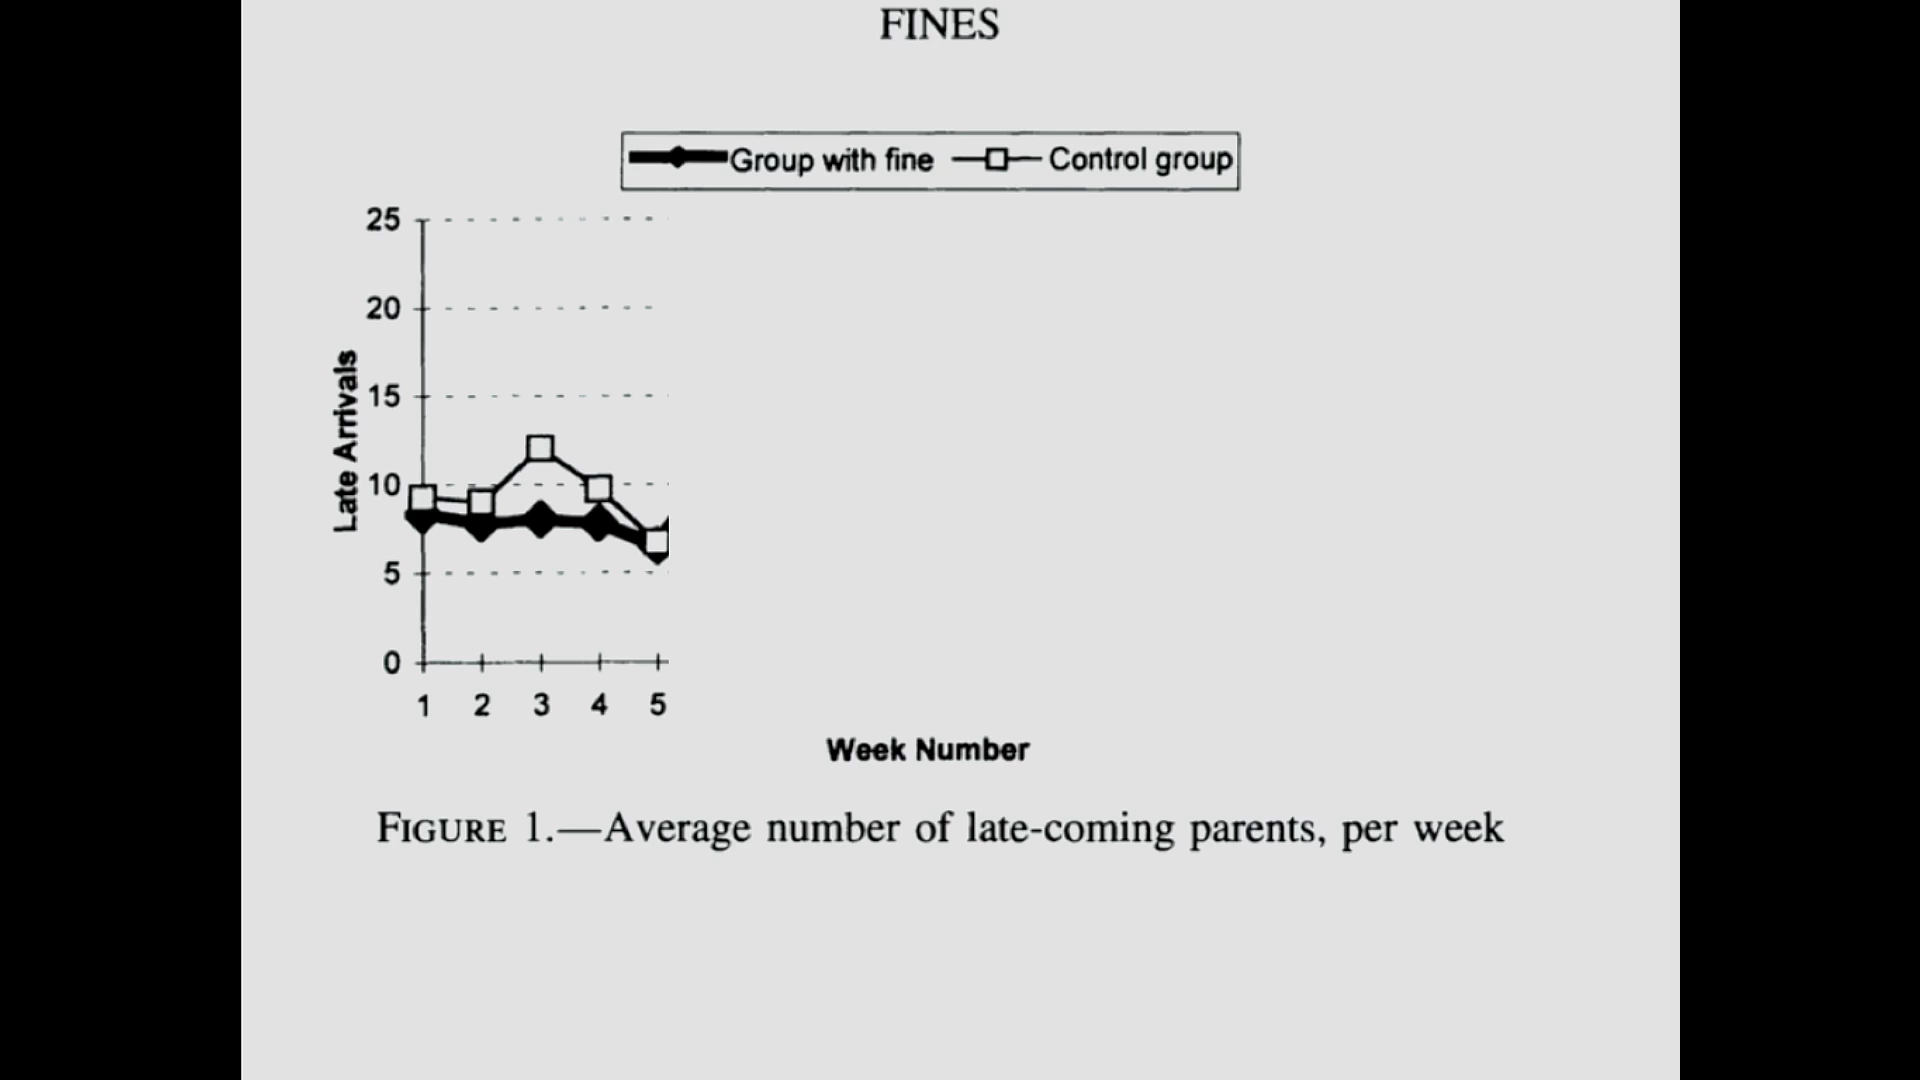 FINES
Group with fine Control group
25
20
15
10
5
0
Late Arrivals
1 2 3 4 5
Week Number
FIGURE 1.—Average number of late-coming parents, per week